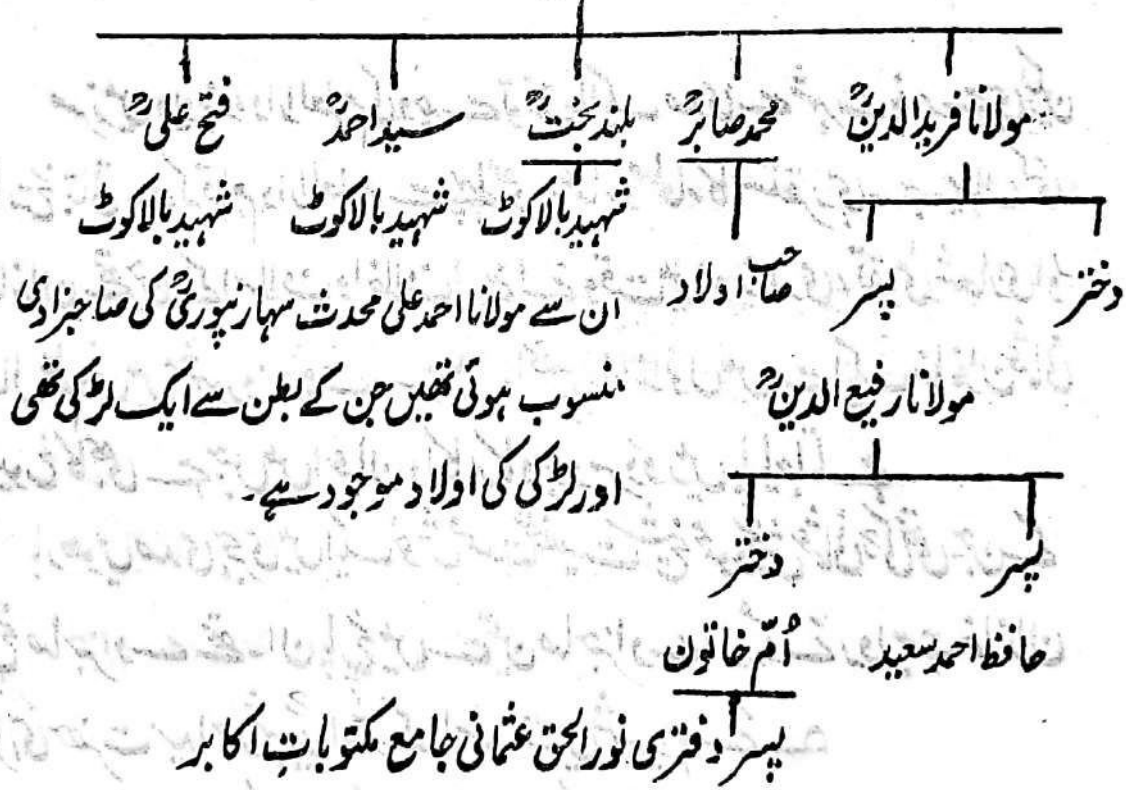 مولانا فرید الدینؒ محمد صابرؒ بلند بختؒ سید احمدؒ فتح علیؒ
شہید بالاکوٹ شہید بالاکوٹ شہید بالاکوٹ
دختر پسر صاحب اولاد
ان سے مولانا احمد علی محدث سہارنپوریؒ کی صاحبزادی
مولانا رفیع الدینؒ
منسوب ہوئی تھیں جن کے بطن سے ایک لڑکی تھی
اور لڑکی کی اولاد موجود ہے۔
پسر دختر
حافظ احمد سعید اُمّ خاتون
پسر دفتری نور الحق عثمانی جامع مکتوباتِ اکابر